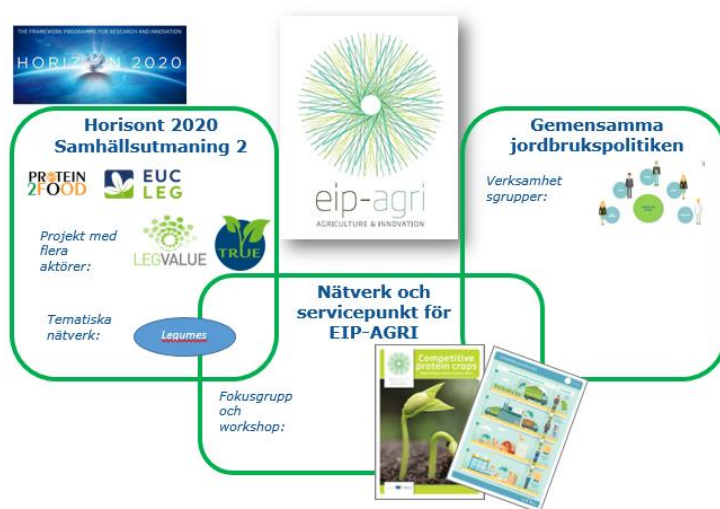 THE FRAMEWORK PROGRAMME FOR RESEARCH AND INNOVATION
HORIZON 2020
eip-agri
AGRICULTURE & INNOVATION
Horisont 2020
Samhällsutmaning 2
PROTEIN
2FOOD
EUC
LEG
Projekt med
flera
aktörer:
LEGVALUE
TRUE
Tematiska
nätverk:
Legumes
Gemensamma
jordbrukspolitiken
Verksamhet
sgrupper:
Nätverk och
servicepunkt för
EIP-AGRI
Fokusgrupp
och
workshop:
Competitive
protein crops